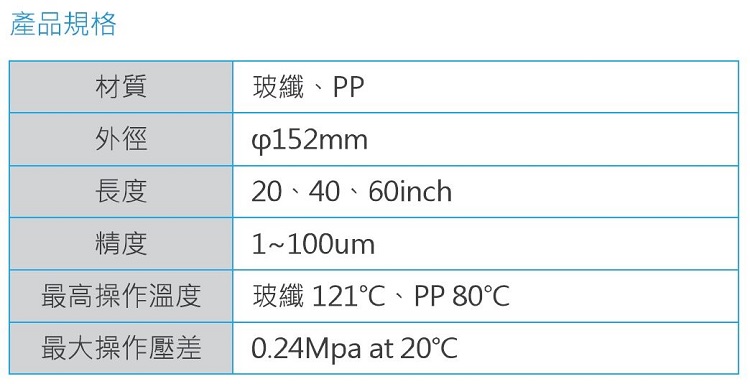 產品規格
材質 玻纖、PP
外徑 φ152mm
長度 20、40、60inch
精度 1~100um
最高操作溫度 玻纖 121℃、PP 80℃
最大操作壓差 0.24Mpa at 20℃